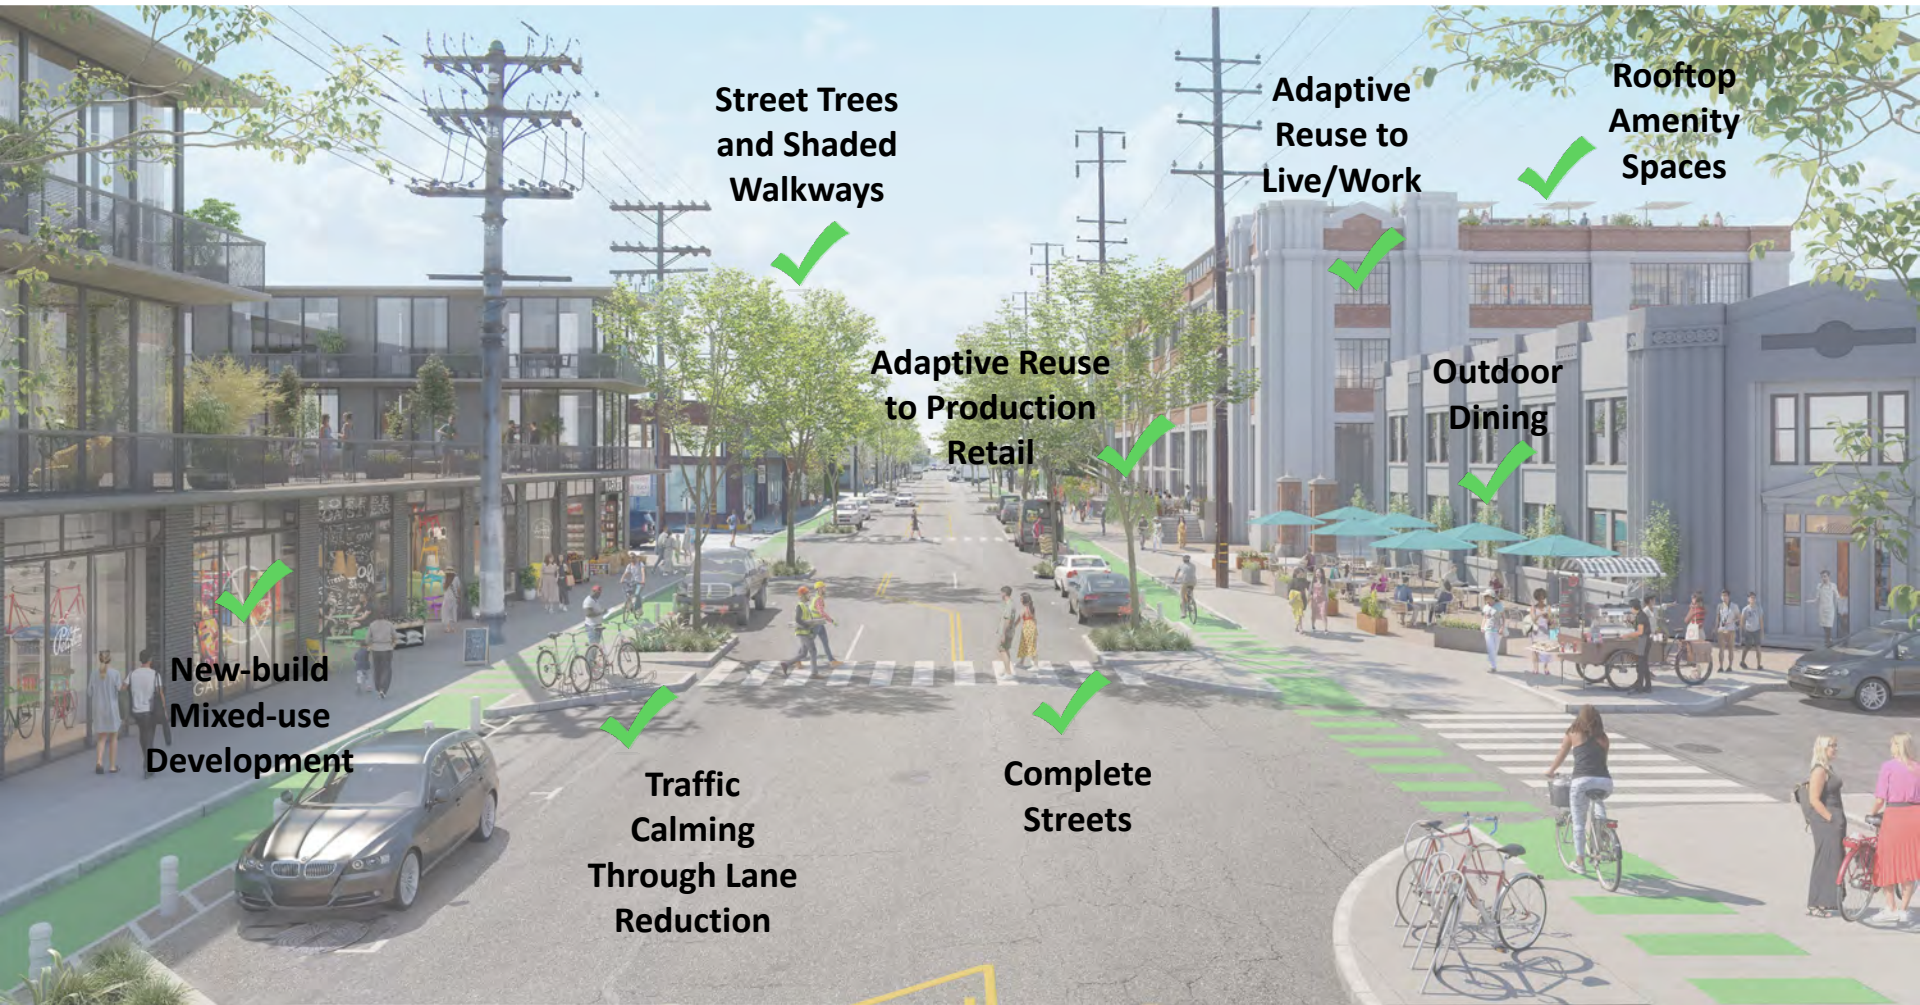 Street Trees
and Shaded
Walkways
Adaptive
Reuse to
Live/Work
Rooftop
Amenity
Spaces
Adaptive Reuse
to Production
Retail
Outdoor
Dining
New-build
Mixed-use
Development
Traffic
Calming
Through Lane
Reduction
Complete
Streets